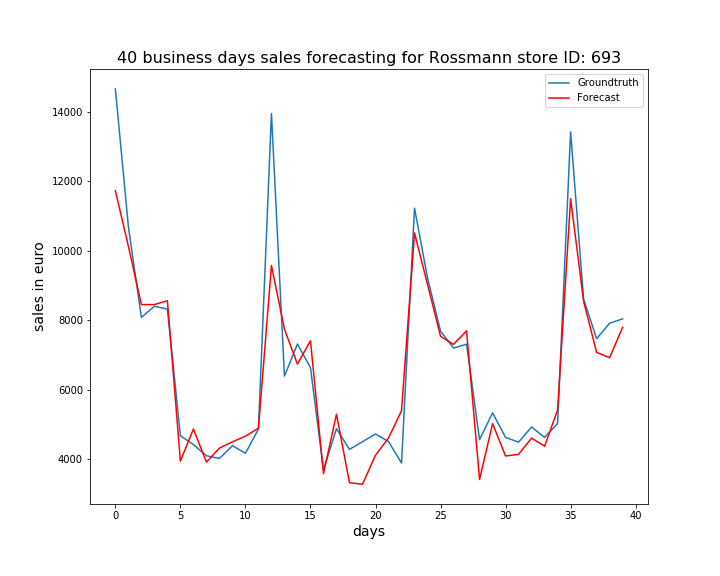 40 business days sales forecasting for Rossmann store ID: 693
Groundtruth
Forecast
14000
12000
10000
8000
6000
4000
sales in euro
0 5 10 15 20 25 30 35 40
days